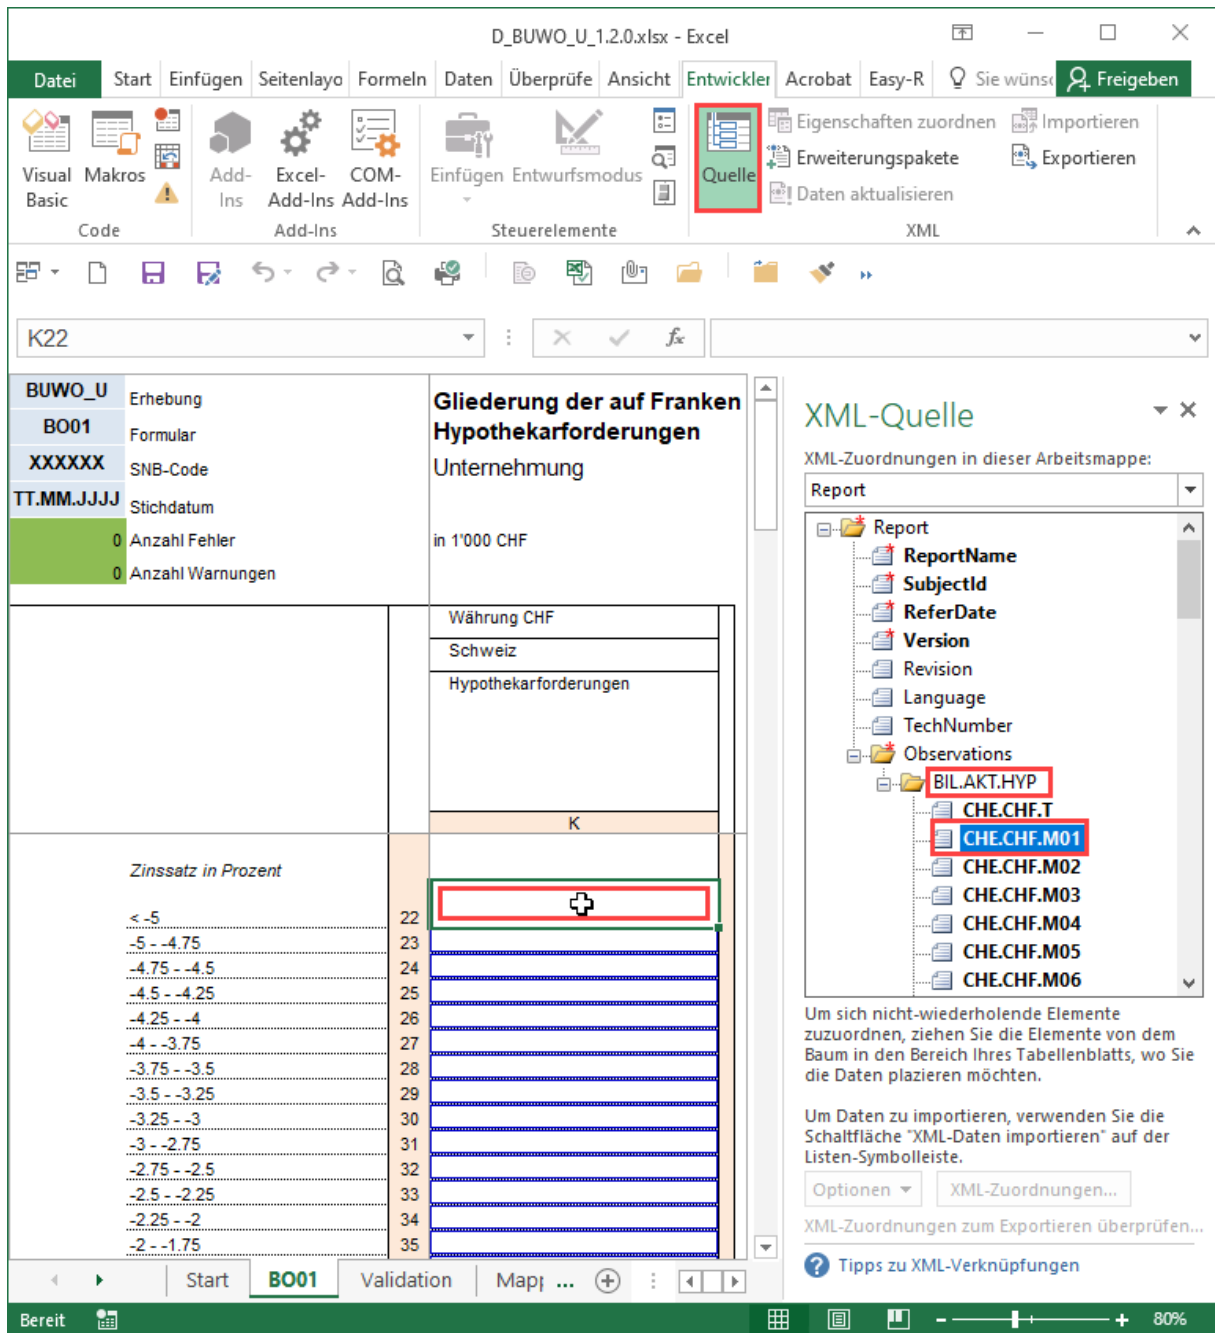 D_BUWO_U_1.2.0.xlsx - Excel
Datei Start Einfügen Seitenlayo Formeln Daten Überprüfe Ansicht Entwickler Acrobat Easy-R Sie wünsc Freigeben
Visual Basic Makros Add-Ins Excel-Add-Ins COM-Add-Ins Einfügen Entwurfsmodus Quelle Eigenschaften zuordnen Importieren
Erweiterungspakete Exportieren
Daten aktualisieren
Code Add-Ins Steuerelemente XML
K22 fx
BUWO_U Erhebung
BO01 Formular
XXXXXX SNB-Code
TT.MM.JJJJ Stichdatum
0 Anzahl Fehler
0 Anzahl Warnungen
Gliederung der auf Franken
Hypothekarforderungen
Unternehmung
in 1'000 CHF
Währung CHF
Schweiz
Hypothekarforderungen
K
Zinssatz in Prozent
< -5 22
-5 - -4.75 23
-4.75 - -4.5 24
-4.5 - -4.25 25
-4.25 - -4 26
-4 - -3.75 27
-3.75 - -3.5 28
-3.5 - -3.25 29
-3.25 - -3 30
-3 - -2.75 31
-2.75 - -2.5 32
-2.5 - -2.25 33
-2.25 - -2 34
-2 - -1.75 35
XML-Quelle
XML-Zuordnungen in dieser Arbeitsmappe:
Report
Report
ReportName
SubjectId
ReferDate
Version
Revision
Language
TechNumber
Observations
BIL.AKT.HYP
CHE.CHF.T
CHE.CHF.M01
CHE.CHF.M02
CHE.CHF.M03
CHE.CHF.M04
CHE.CHF.M05
CHE.CHF.M06
Um sich nicht-wiederholende Elemente
zuzuordnen, ziehen Sie die Elemente von dem
Baum in den Bereich Ihres Tabellenblatts, wo Sie
die Daten plazieren möchten.
Um Daten zu importieren, verwenden Sie die
Schaltfläche "XML-Daten importieren" auf der
Listen-Symbolleiste.
Optionen XML-Zuordnungen...
XML-Zuordnungen zum Exportieren überprüfen...
Tipps zu XML-Verknüpfungen
Start BO01 Validation Mapp ...
Bereit 80%